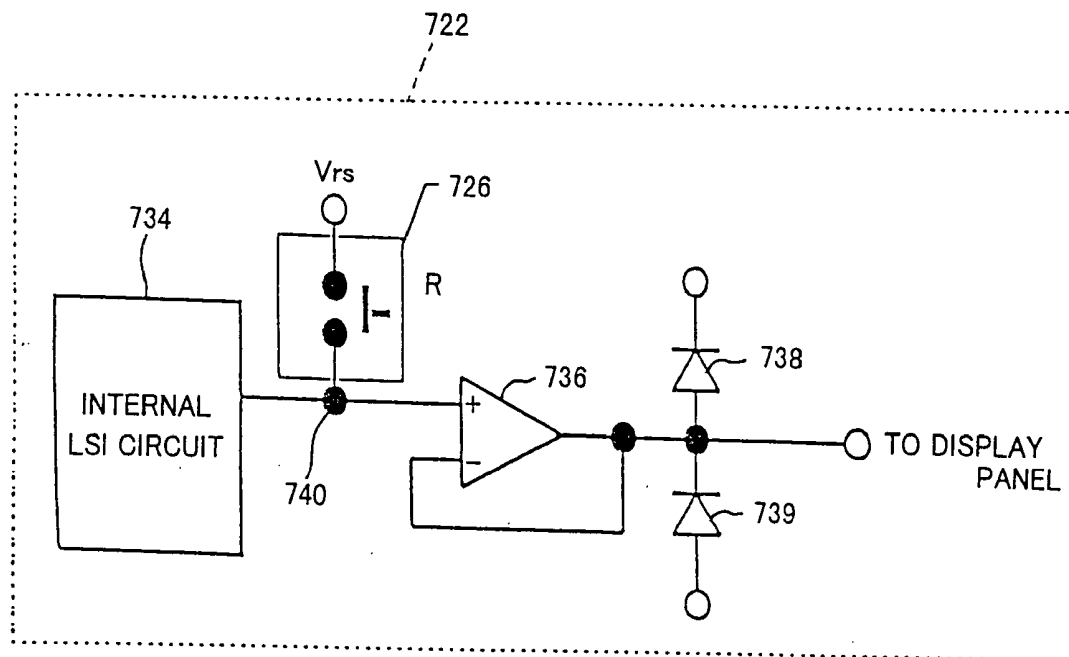 722
Vrs
726
734
R
738
736
INTERNAL
LSI CIRCUIT
+
−
740
TO DISPLAY
PANEL
739